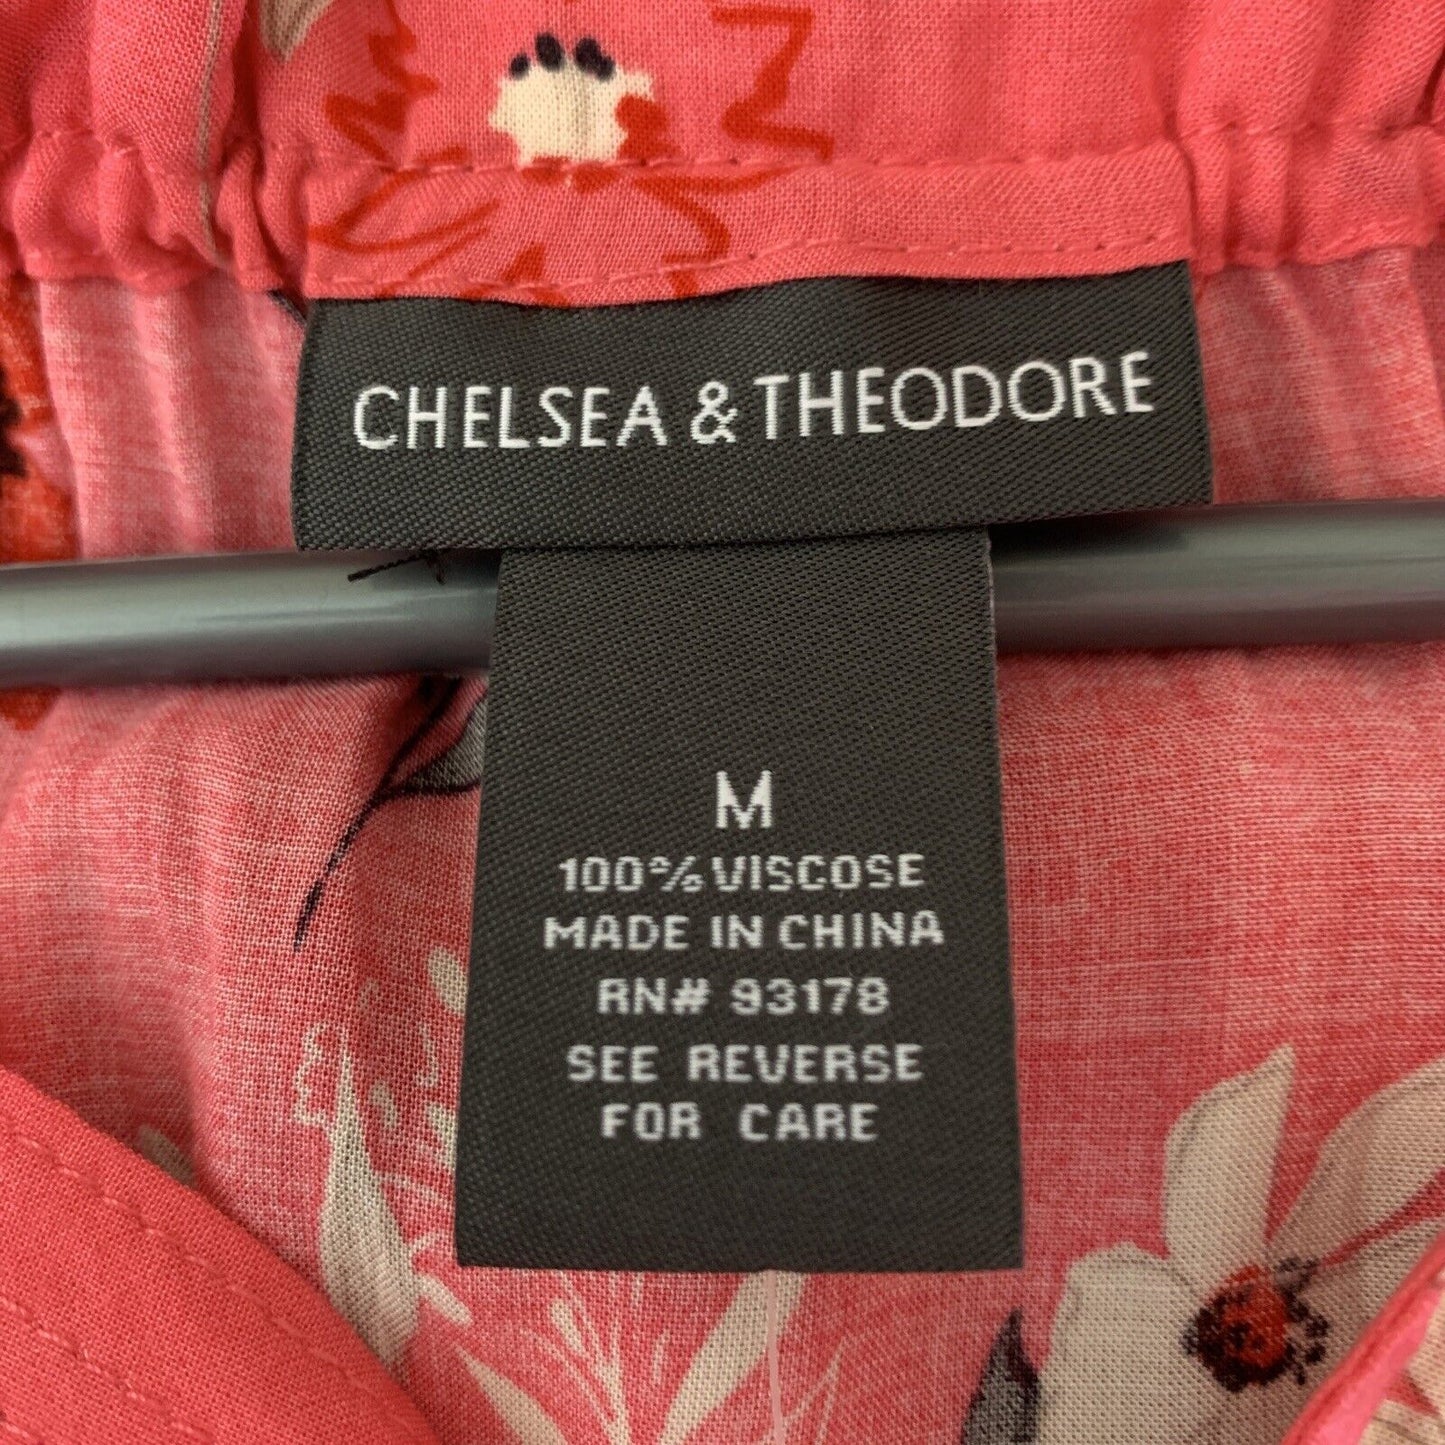 CHELSEA & THEODORE
M
100% VISCOSE
MADE IN CHINA
RN# 93178
SEE REVERSE
FOR CARE